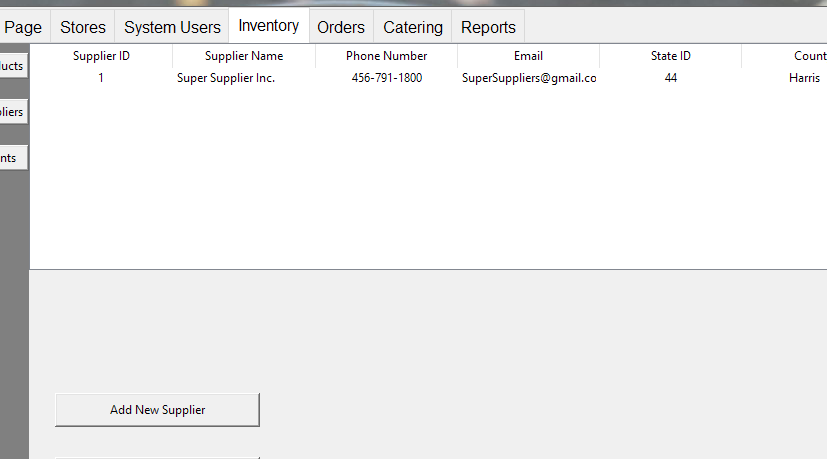 Page Stores System Users Inventory Orders Catering Reports
Supplier ID Supplier Name Phone Number Email State ID Count
1 Super Supplier Inc. 456-791-1800 SuperSuppliers@gmail.co 44 Harris
ucts
liers
nts
Add New Supplier